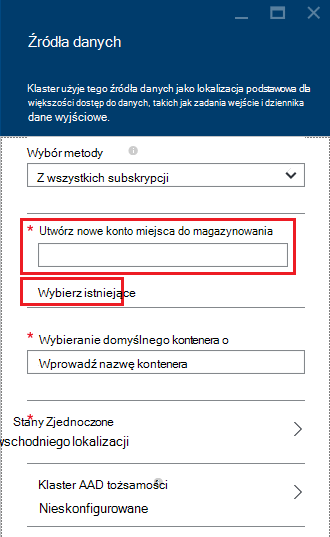 Źródła danych
Klaster użyje tego źródła danych jako lokalizacja podstawowa dla
większości dostęp do danych, takich jak zadania wejście i dziennika
dane wyjściowe.
Wybór metody
Z wszystkich subskrypcji
* Utwórz nowe konto miejsca do magazynowania
Wybierz istniejące
* Wybieranie domyślnego kontenera o
Wprowadź nazwę kontenera
*
Stany Zjednoczone
wschodniego lokalizacji
Klaster AAD tożsamości
Nieskonfigurowane